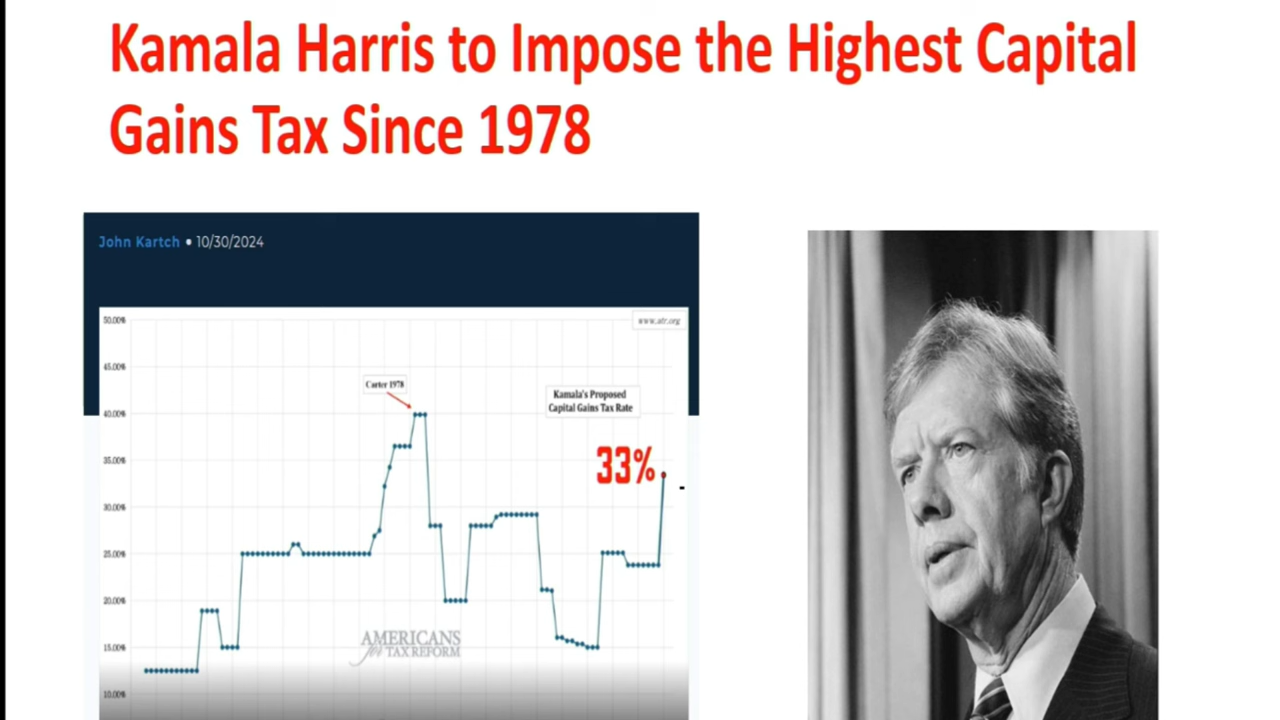 Kamala Harris to Impose the Highest Capital
Gains Tax Since 1978
John Kartch • 10/30/2024
www.atr.org
50.00%
45.00%
40.00%
35.00%
30.00%
25.00%
20.00%
15.00%
10.00%
Carter 1978
Kamala's Proposed
Capital Gains Tax Rate
33%
AMERICANS
for TAX REFORM